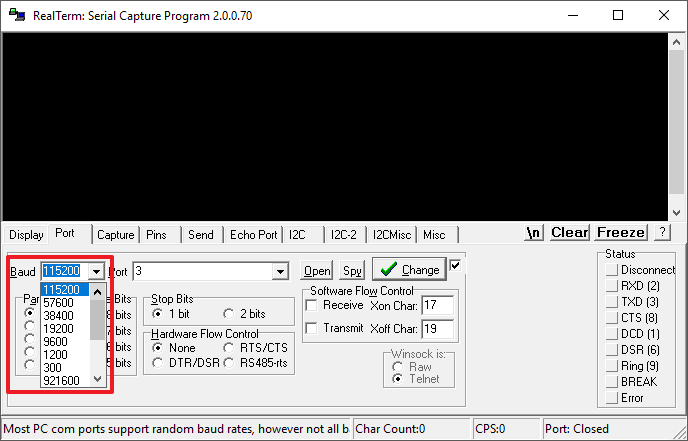 RealTerm: Serial Capture Program 2.0.0.70
Display Port Capture Pins Send Echo Port I2C I2C-2 I2CMisc Misc \n Clear Freeze ?
Baud 115200 Port 3 Open Spy Change
115200
57600
38400
19200
9600
1200
300
921600
Bits
bits
bits
bits
bits
Stop Bits
1 bit 2 bits
Hardware Flow Control
None RTS/CTS
DTR/DSR RS485-rts
Software Flow Control
Receive Xon Char: 17
Transmit Xoff Char: 19
Winsock is:
Raw
Telnet
Status
Disconnect
RXD (2)
TXD (3)
CTS (8)
DCD (1)
DSR (6)
Ring (9)
BREAK
Error
Most PC com ports support random baud rates, however not all b Char Count:0 CPS:0 Port: Closed